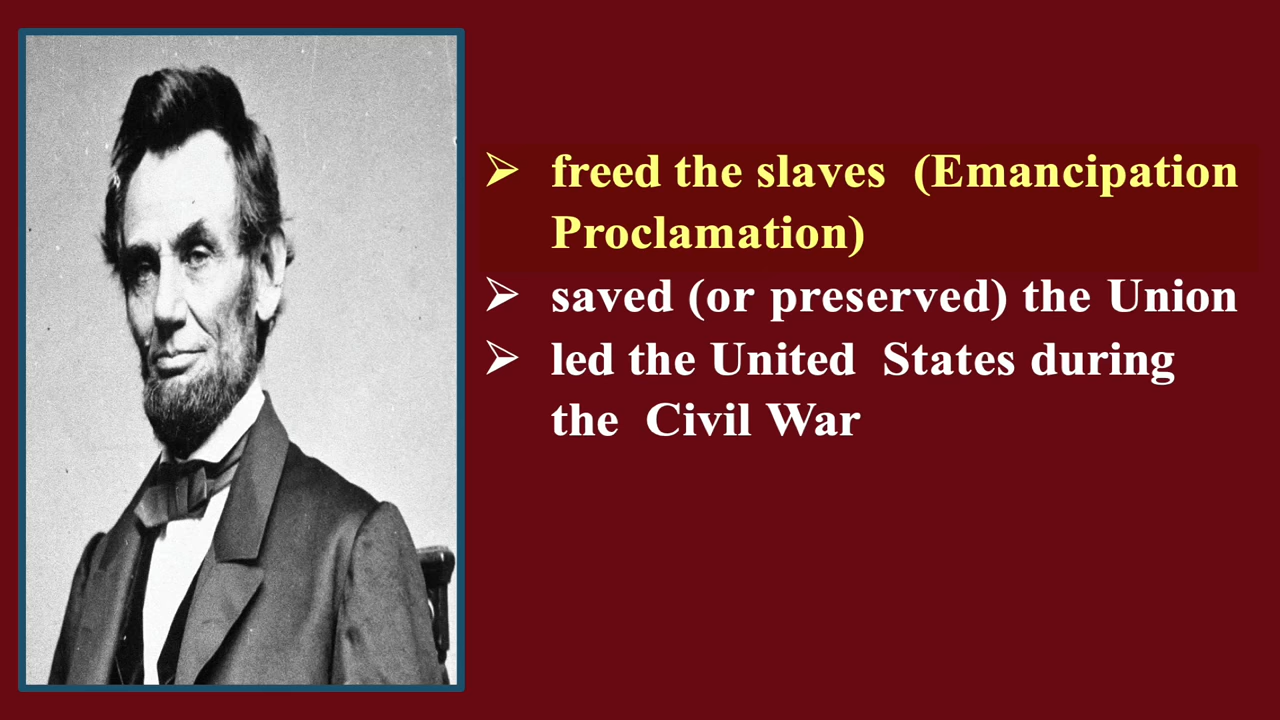 ➢ freed the slaves (Emancipation
Proclamation)
➢ saved (or preserved) the Union
➢ led the United States during
the Civil War